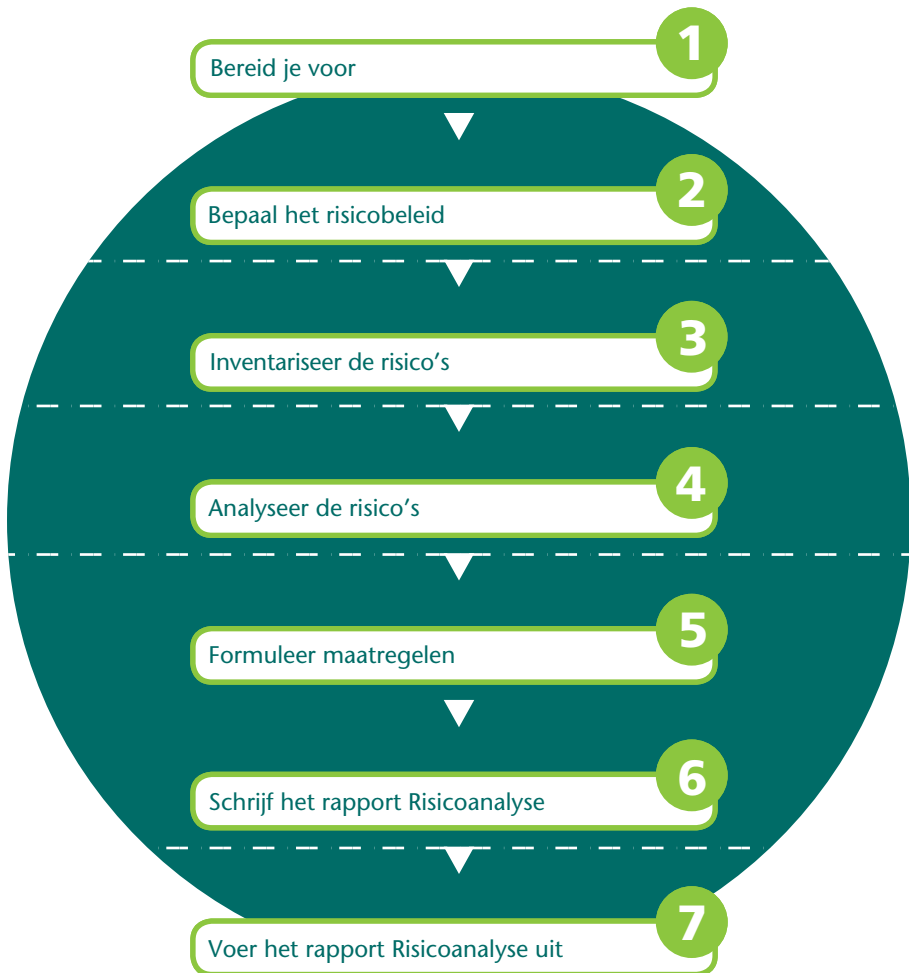 1
Bereid je voor
2
Bepaal het risicobeleid
3
Inventariseer de risico’s
4
Analyseer de risico’s
5
Formuleer maatregelen
6
Schrijf het rapport Risicoanalyse
7
Voer het rapport Risicoanalyse uit